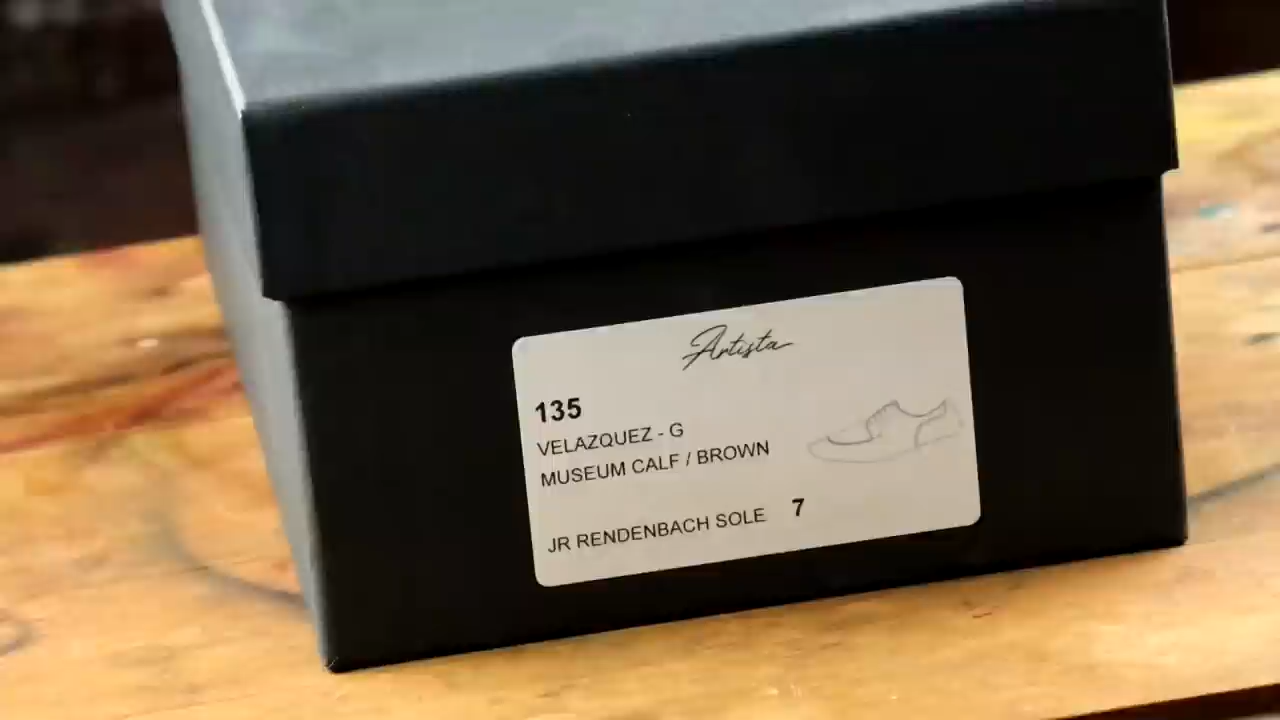 Artista
135
VELAZQUEZ - G
MUSEUM CALF / BROWN
JR RENDENBACH SOLE 7